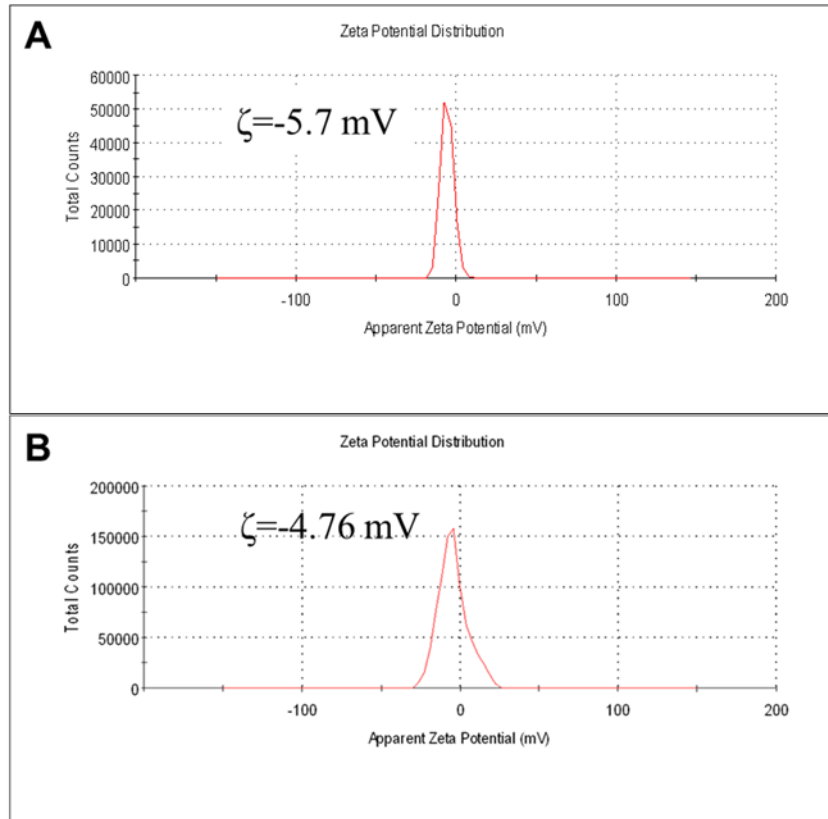 A
Zeta Potential Distribution
60000
50000
40000
30000
20000
10000
0
Total Counts
ζ=-5.7 mV
-100 0 100 200
Apparent Zeta Potential (mV)
B
Zeta Potential Distribution
200000
150000
100000
50000
0
Total Counts
ζ=-4.76 mV
-100 0 100 200
Apparent Zeta Potential (mV)